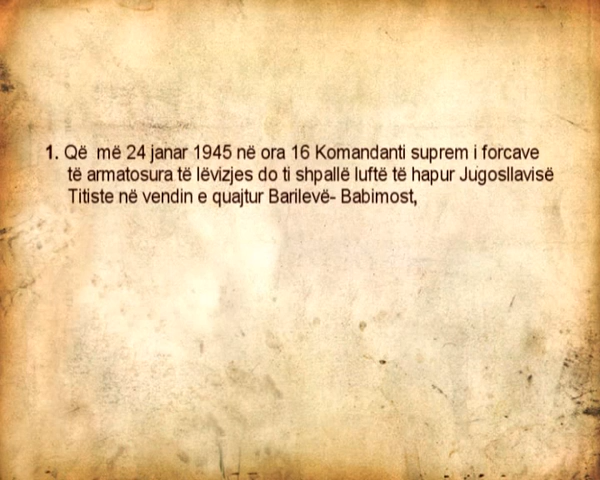 1. Që më 24 janar 1945 në ora 16 Komandanti suprem i forcave
të armatosura të lëvizjes do ti shpallë luftë të hapur Jugosllavisë
Titiste në vendin e quajtur Barilevë- Babimost,